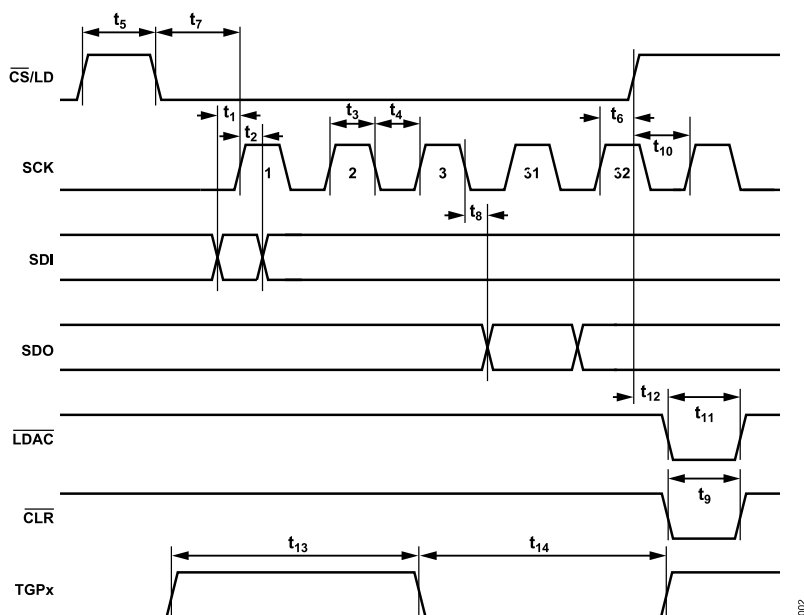 t5 t7
CS/LD
t1 t3 t4 t6
t2 t10
SCK 1 2 3 31 32
t8
SDI
SDO
t12 t11
LDAC
t9
CLR
t13 t14
TGPx
002